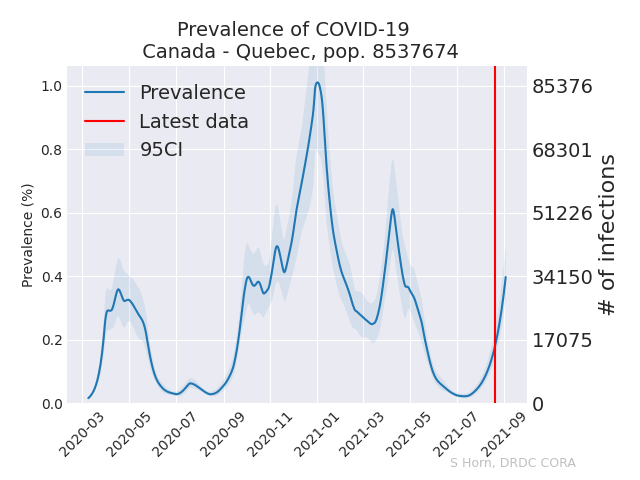 Prevalence of COVID-19
Canada - Quebec, pop. 8537674
Prevalence
Latest data
95CI
Prevalence (%)
1.0
0.8
0.6
0.4
0.2
0.0
85376
68301
51226
34150
17075
0
# of infections
2020-03
2020-05
2020-07
2020-09
2020-11
2021-01
2021-03
2021-05
2021-07
2021-09
S Horn, DRDC CORA